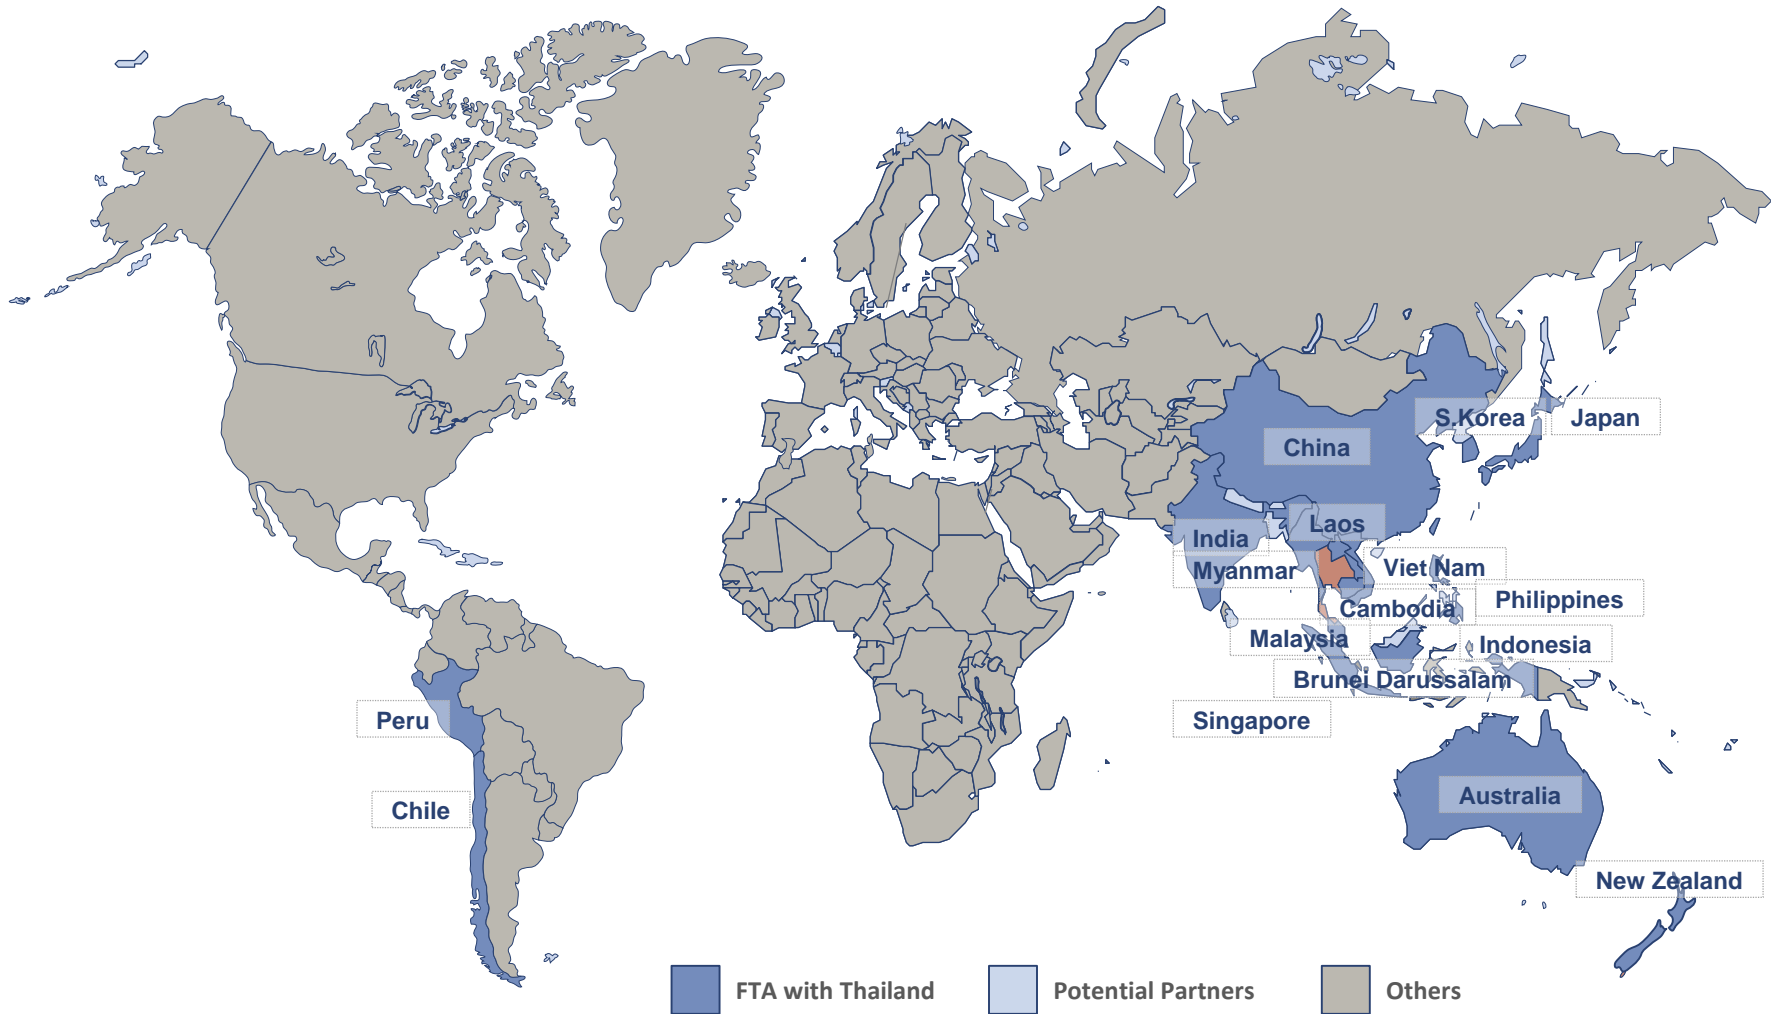 S.Korea
Japan
China
Laos
India
Myanmar
Viet Nam
Cambodia
Philippines
Malaysia
Indonesia
Brunei Darussalam
Singapore
Peru
Chile
Australia
New Zealand
FTA with Thailand
Potential Partners
Others